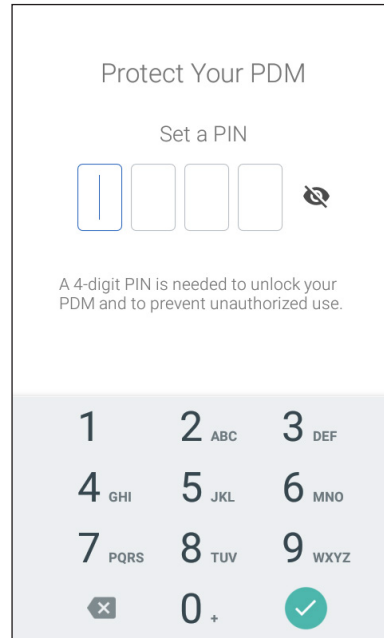 Protect Your PDM
Set a PIN
A 4-digit PIN is needed to unlock your
PDM and to prevent unauthorized use.
1 2 ABC 3 DEF
4 GHI 5 JKL 6 MNO
7 PQRS 8 TUV 9 WXYZ
0 +